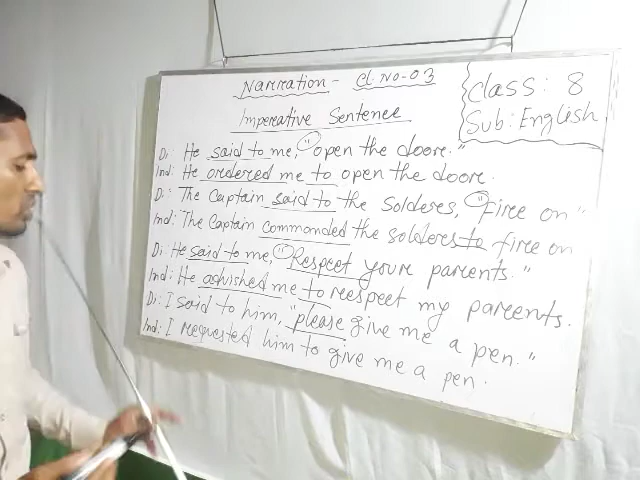 Narration - Cl. No-03
Class: 8
Sub: English
Imperative Sentence
Di: He said to me, "open the doore."
Ind: He ordered me to open the doore.
Di: The Captain said to the Solderes, "Fire on"
Ind: The Captain commanded the solderes to fire on
Di: He said to me, "Respect your parents."
Ind: He advished me to reespeet my pareents.
Di: I said to him, "please give me a pen."
Ind: I requested him to give me a pen.